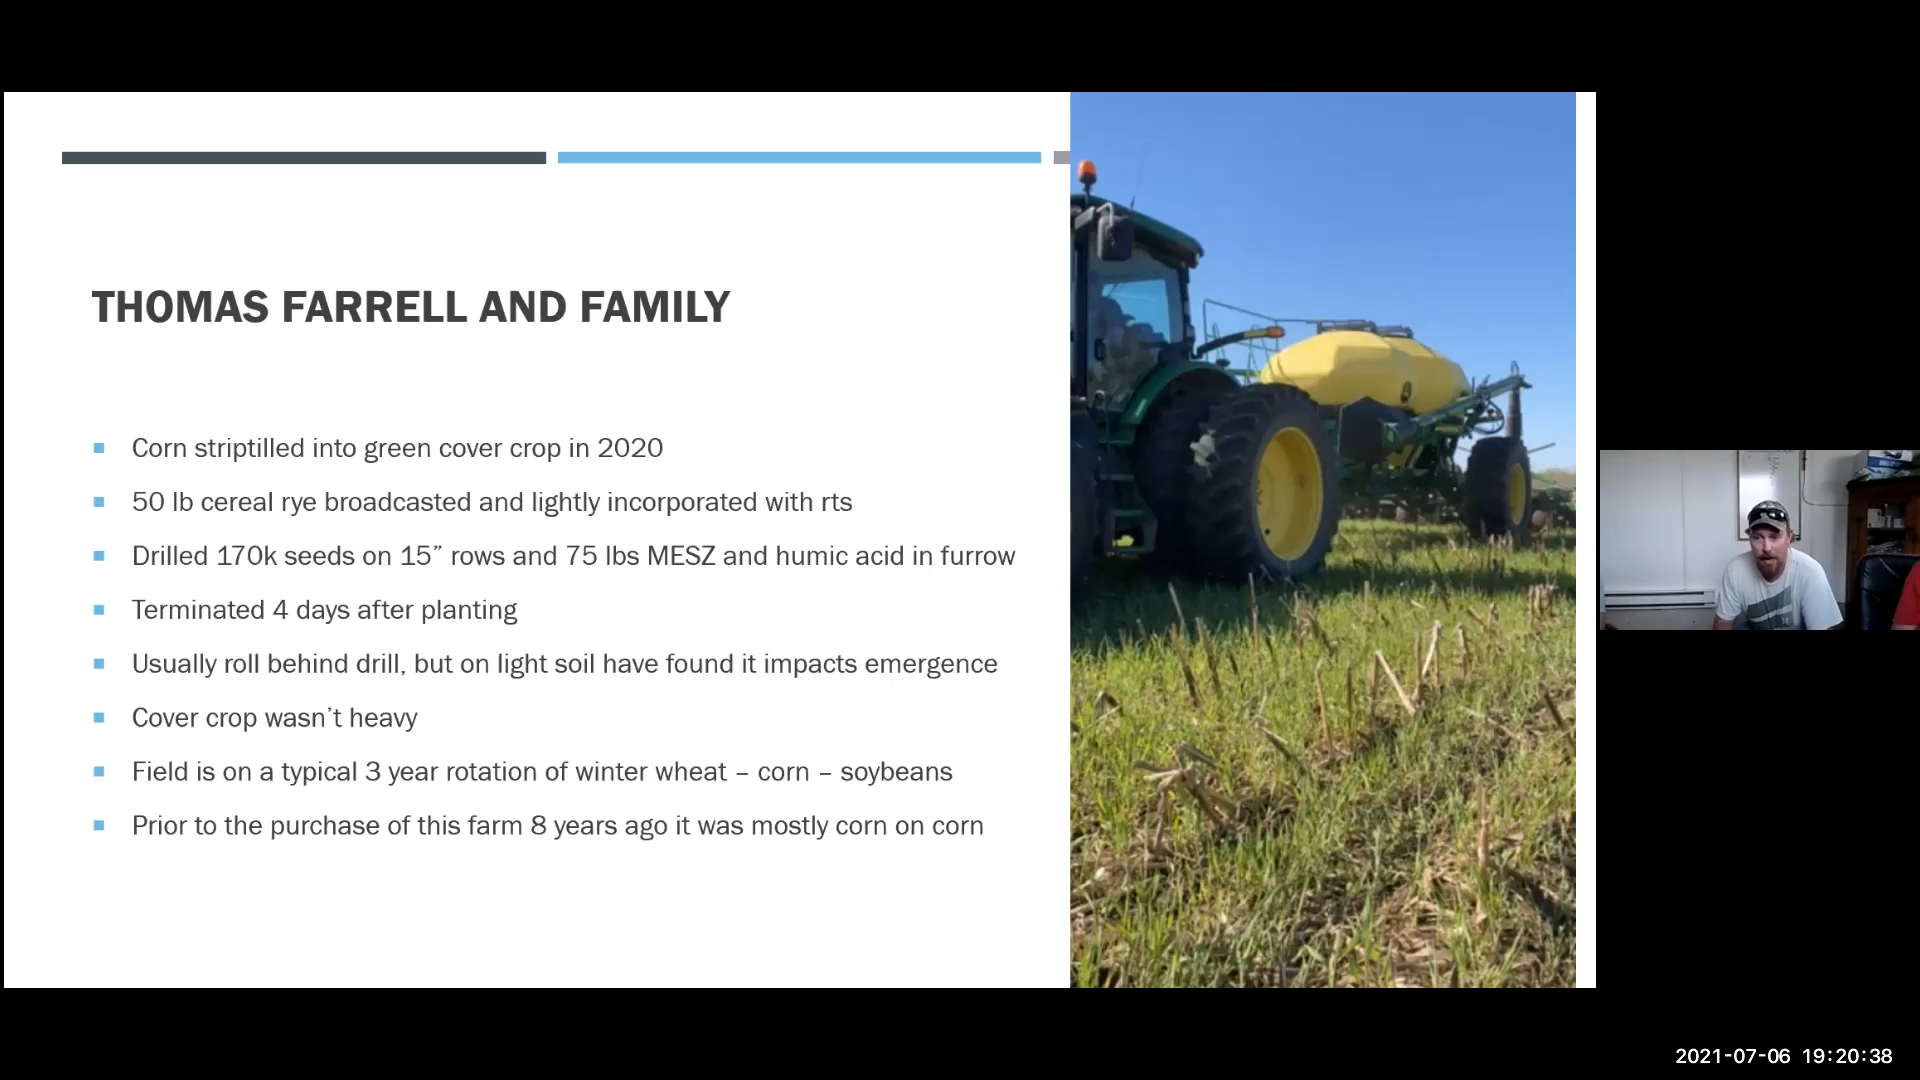 THOMAS FARRELL AND FAMILY
Corn striptilled into green cover crop in 2020
50 lb cereal rye broadcasted and lightly incorporated with rts
Drilled 170k seeds on 15” rows and 75 lbs MESZ and humic acid in furrow
Terminated 4 days after planting
Usually roll behind drill, but on light soil have found it impacts emergence
Cover crop wasn’t heavy
Field is on a typical 3 year rotation of winter wheat – corn – soybeans
Prior to the purchase of this farm 8 years ago it was mostly corn on corn
2021-07-06 19:20:38